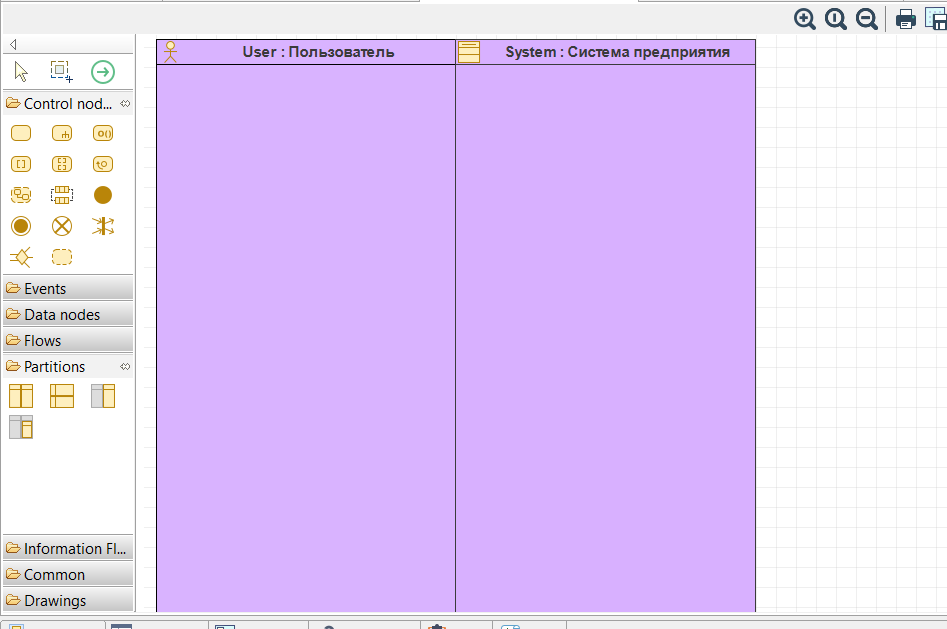 User : Пользователь
System : Система предприятия
Control nod...
Events
Data nodes
Flows
Partitions
Information Fl...
Common
Drawings